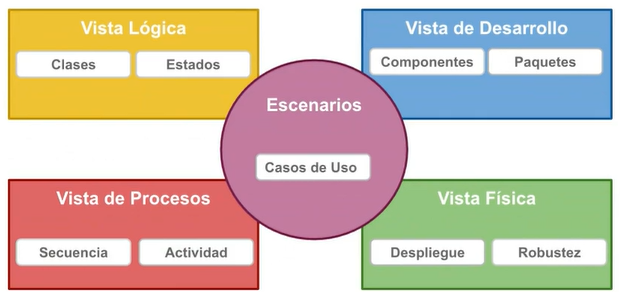 Vista Lógica
Clases
Estados
Vista de Desarrollo
Componentes
Paquetes
Escenarios
Casos de Uso
Vista de Procesos
Secuencia
Actividad
Vista Física
Despliegue
Robustez